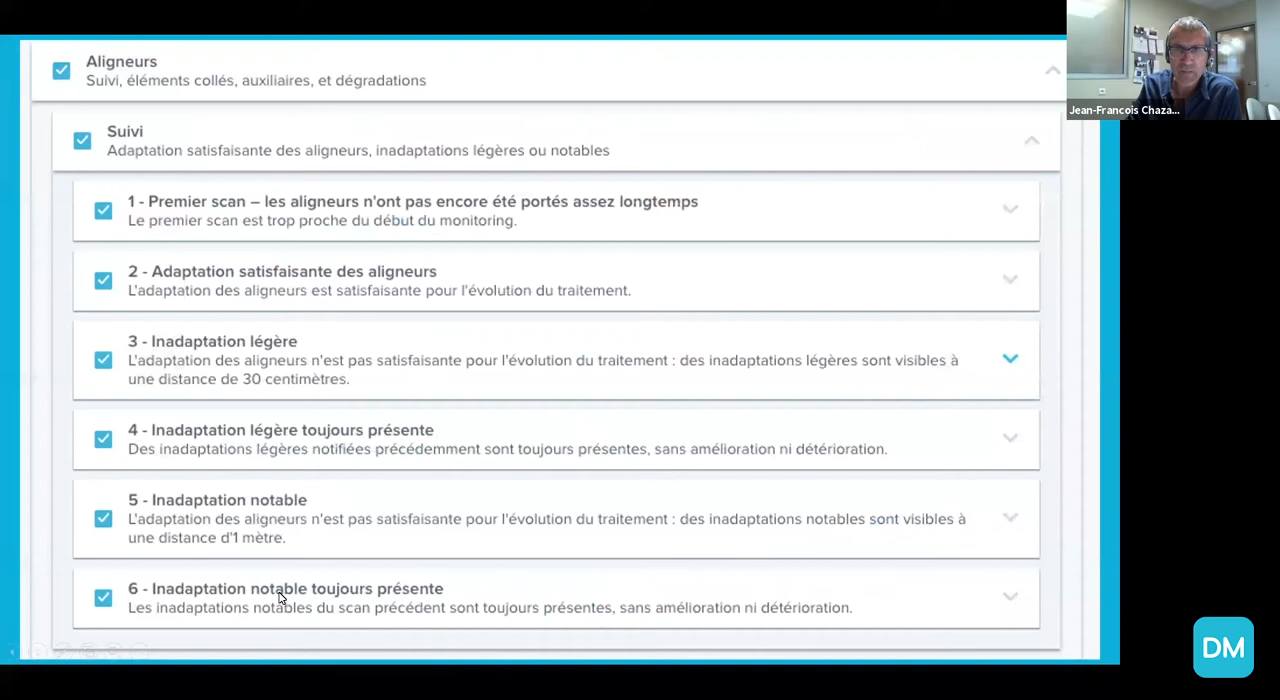 Aligneurs
Suivi, éléments collés, auxiliaires, et dégradations
Jean-Francois Chaza...
Suivi
Adaptation satisfaisante des aligneurs, inadaptations légères ou notables
1 - Premier scan – les aligneurs n'ont pas encore été portés assez longtemps
Le premier scan est trop proche du début du monitoring.
2 - Adaptation satisfaisante des aligneurs
L'adaptation des aligneurs est satisfaisante pour l'évolution du traitement.
3 - Inadaptation légère
L'adaptation des aligneurs n'est pas satisfaisante pour l'évolution du traitement : des inadaptations légères sont visibles à
une distance de 30 centimètres.
4 - Inadaptation légère toujours présente
Des inadaptations légères notifiées précédemment sont toujours présentes, sans amélioration ni détérioration.
5 - Inadaptation notable
L'adaptation des aligneurs n'est pas satisfaisante pour l'évolution du traitement : des inadaptations notables sont visibles à
une distance d'1 mètre.
6 - Inadaptation notable toujours présente
Les inadaptations notables du scan précédent sont toujours présentes, sans amélioration ni détérioration.
DM